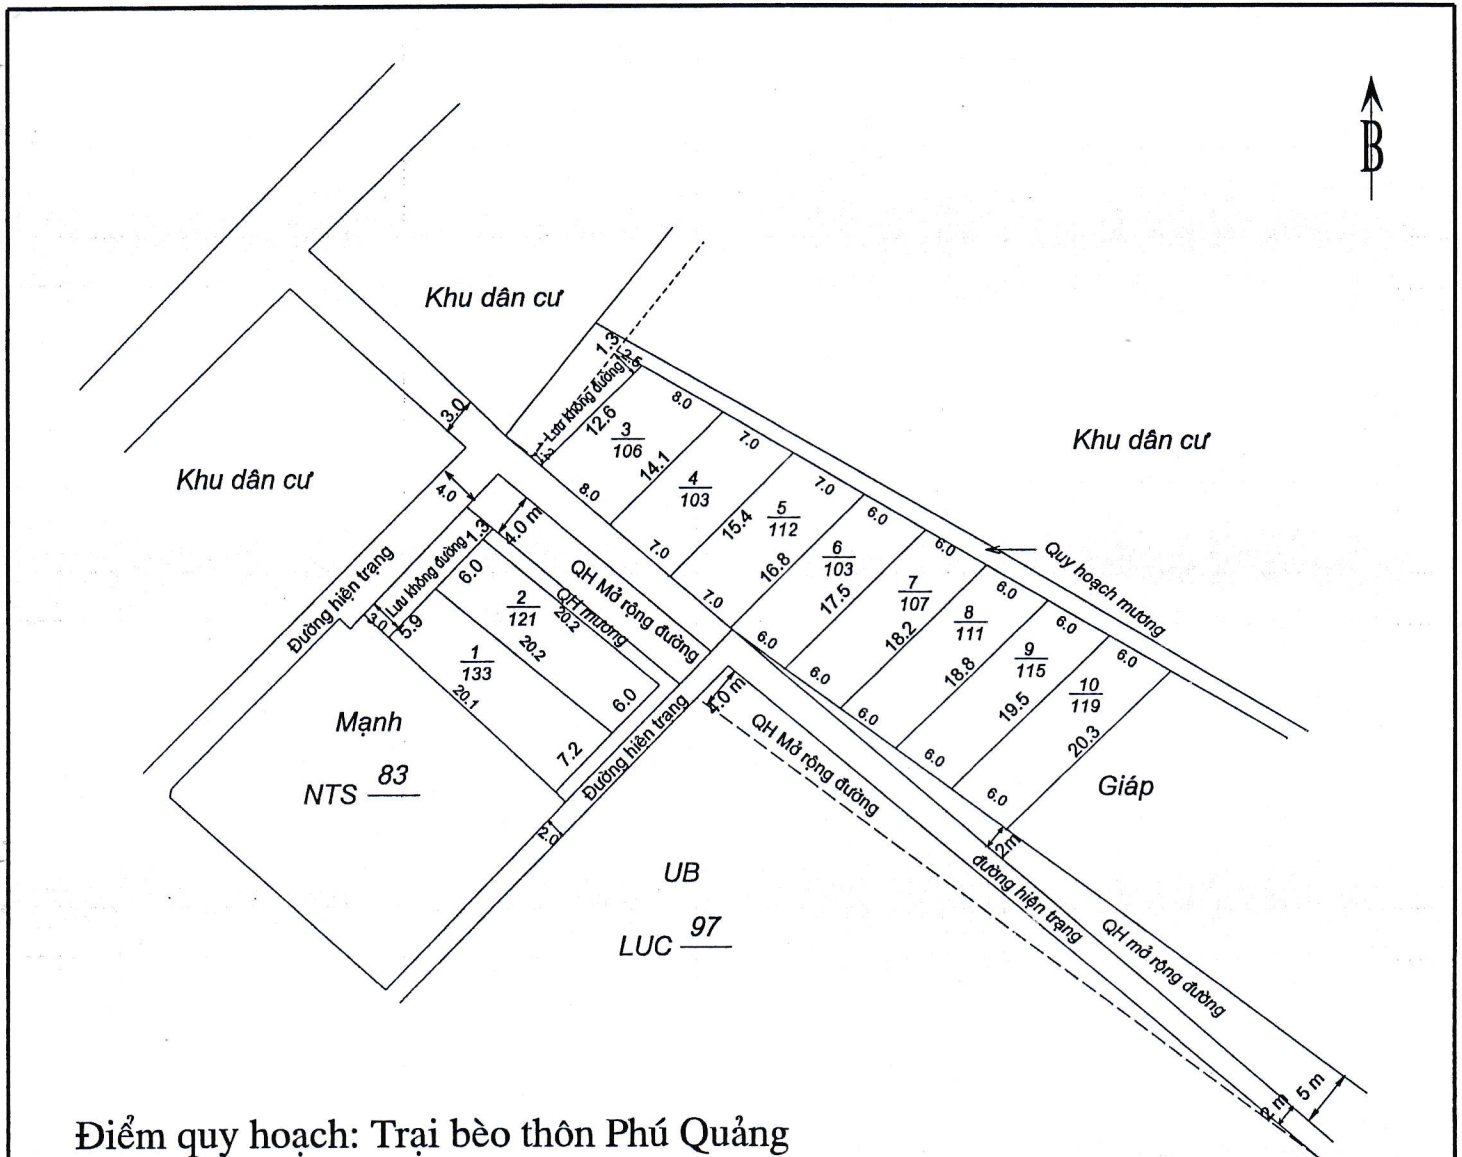 B
Khu dân cư
1.3
2.5
Lưu không đường
12.6
8.0
3
106
14.1
8.0
1.2
3.0
Khu dân cư
Khu dân cư
7.0
4
103
7.0
15.4
7.0
5
112
7.0
16.8
6.0
6
103
6.0
17.5
6.0
7
107
6.0
18.2
6.0
8
111
6.0
18.8
6.0
9
115
6.0
19.5
6.0
10
119
6.0
20.3
Quy hoạch mương
4.0
1.3
4.0 m
Đường hiện trạng
Lưu không đường
3.0
5.9
6.0
QH Mở rộng đường
QH mương
2
121
20.2
20.2
1
133
20.1
6.0
7.2
Đường hiện trạng
2.0
4.0 m
QH Mở rộng đường
Mạnh
NTS 83
Giáp
2m
UB
LUC 97
đường hiện trạng
QH mở rộng đường
2 m
5 m
Điểm quy hoạch: Trại bèo thôn Phú Quảng